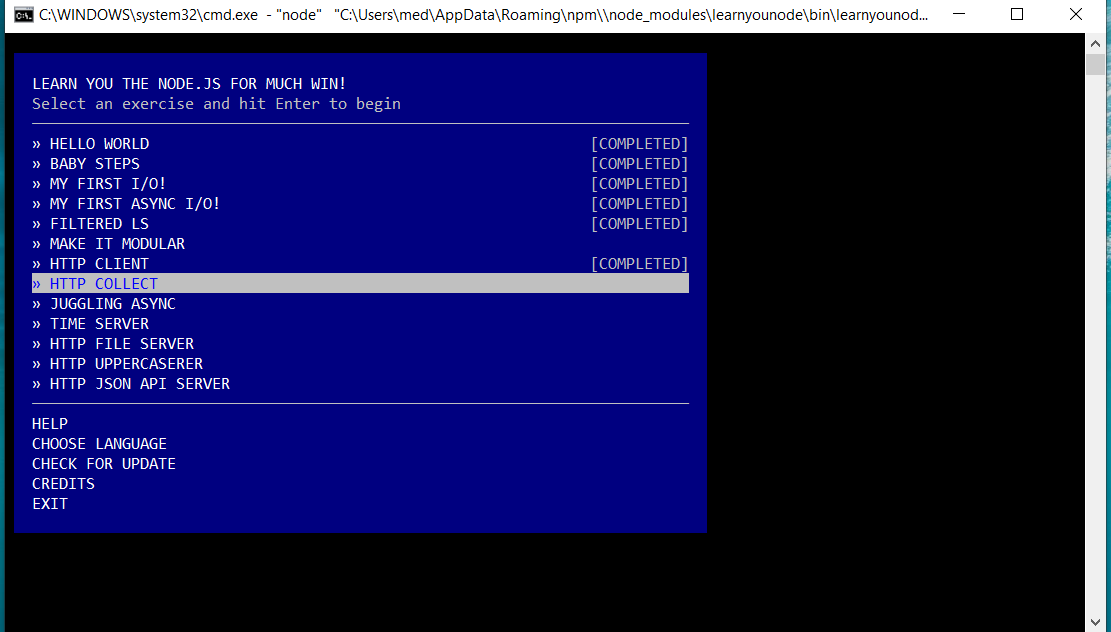 C:\WINDOWS\system32\cmd.exe - "node" "C:\Users\med\AppData\Roaming\npm\\node_modules\learnyounode\bin\learnyounod...
LEARN YOU THE NODE.JS FOR MUCH WIN!
Select an exercise and hit Enter to begin
» HELLO WORLD [COMPLETED]
» BABY STEPS [COMPLETED]
» MY FIRST I/O! [COMPLETED]
» MY FIRST ASYNC I/O! [COMPLETED]
» FILTERED LS [COMPLETED]
» MAKE IT MODULAR
» HTTP CLIENT [COMPLETED]
» HTTP COLLECT
» JUGGLING ASYNC
» TIME SERVER
» HTTP FILE SERVER
» HTTP UPPERCASERER
» HTTP JSON API SERVER
HELP
CHOOSE LANGUAGE
CHECK FOR UPDATE
CREDITS
EXIT